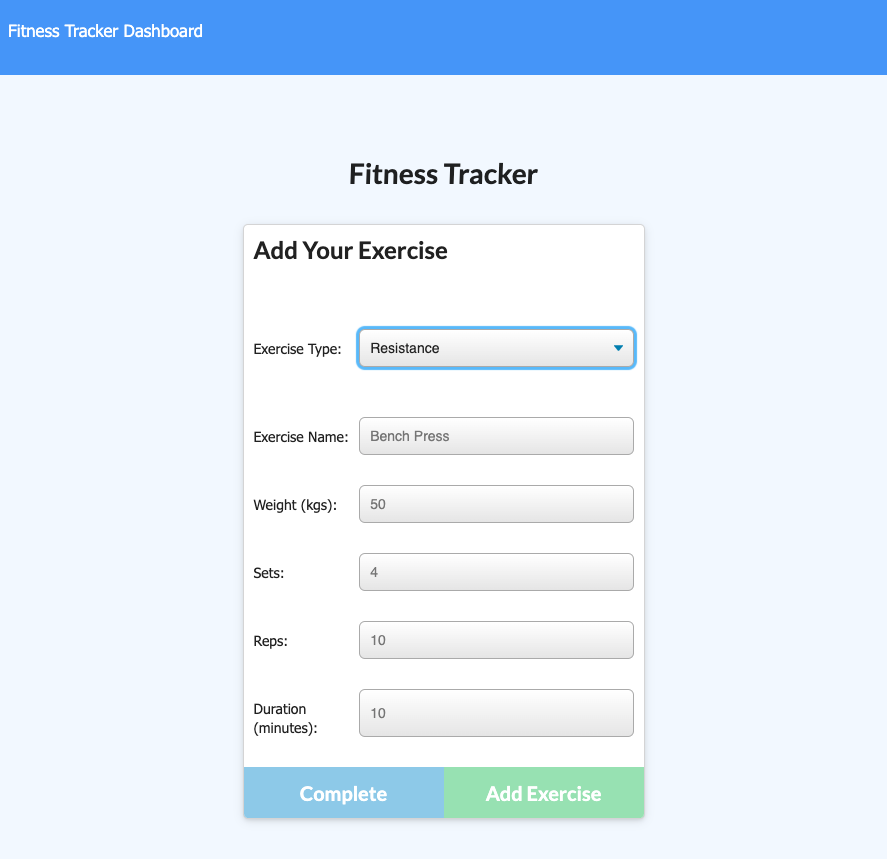 Fitness Tracker Dashboard
Fitness Tracker
Add Your Exercise
Exercise Type: Resistance
Exercise Name: Bench Press
Weight (kgs): 50
Sets: 4
Reps: 10
Duration (minutes): 10
Complete Add Exercise